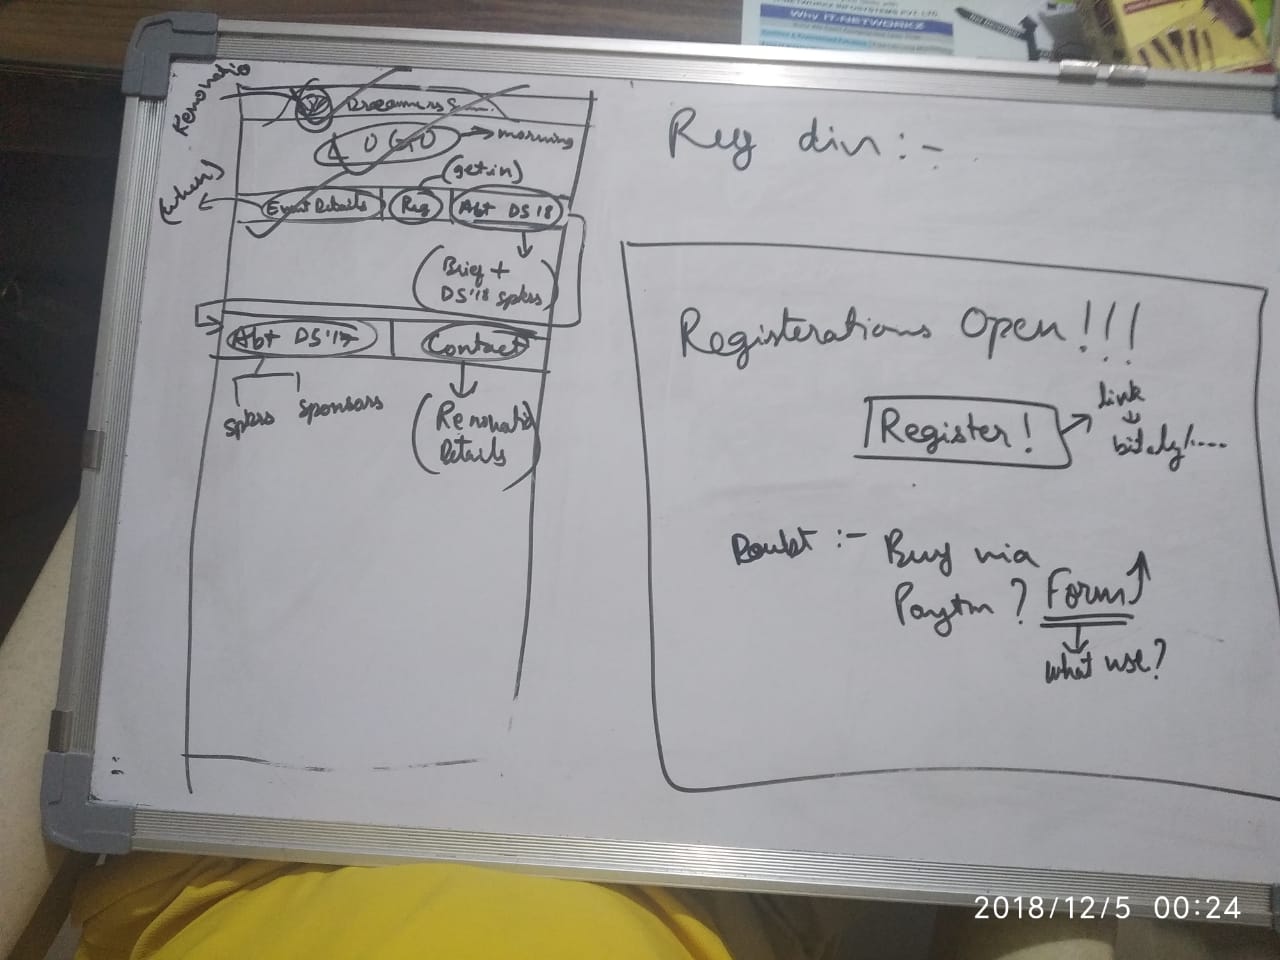 Why IT-NETWORKZ
Renovatio
Dreamers
LOGO
morning
(when)
(get in)
Event Details
Reg
Abt DS'18
(Brief +
DS'18 spkrs)
Abt DS'17
Contact
spkrs
sponsors
(Renovatio
Details)
Reg div :-
Registerations Open!!!
Register!
link
bit.ly/....
Doubt :- Buy via
Paytm? Form
what use?
2018/12/5 00:24